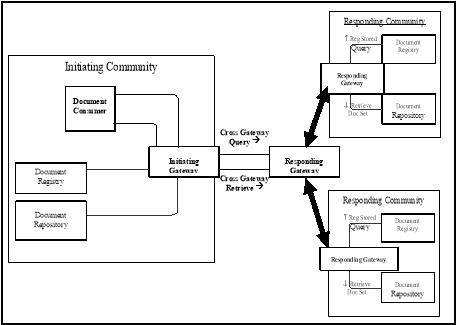 Initiating Community
Document
Consumer
Document
Registry
Document
Repository
Initiating
Gateway
Cross Gateway
Query →
Cross Gateway
Retrieve →
Responding
Gateway
Responding Community
↑ Reg Stored
Query
Document
Registry
Responding
Gateway
↓ Retrieve
Doc Set
Document
Repository
Responding Community
↑ Reg Stored
Query
Document
Registry
Responding Gateway
↓ Retrieve
Doc Set
Document
Repository